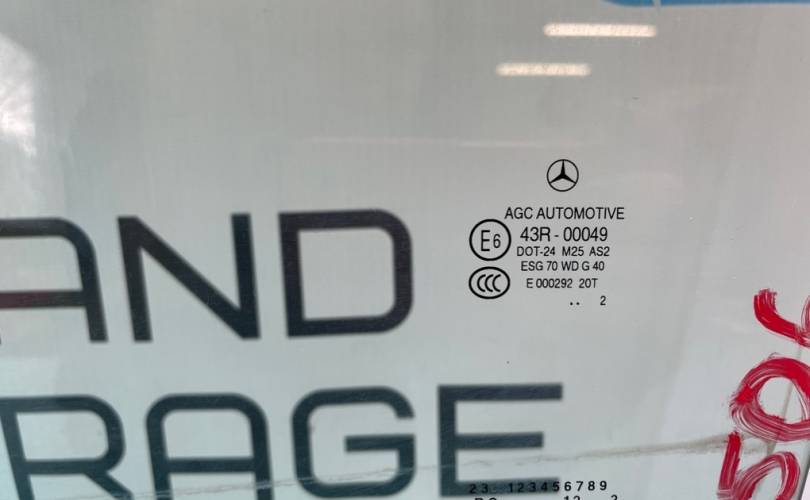 AGC AUTOMOTIVE
E6 43R - 00049
DOT-24 M25 AS2
ESG 70 WD G 40
CCC E 000292 20T
.. 2
AND
RAGE
23 123456789